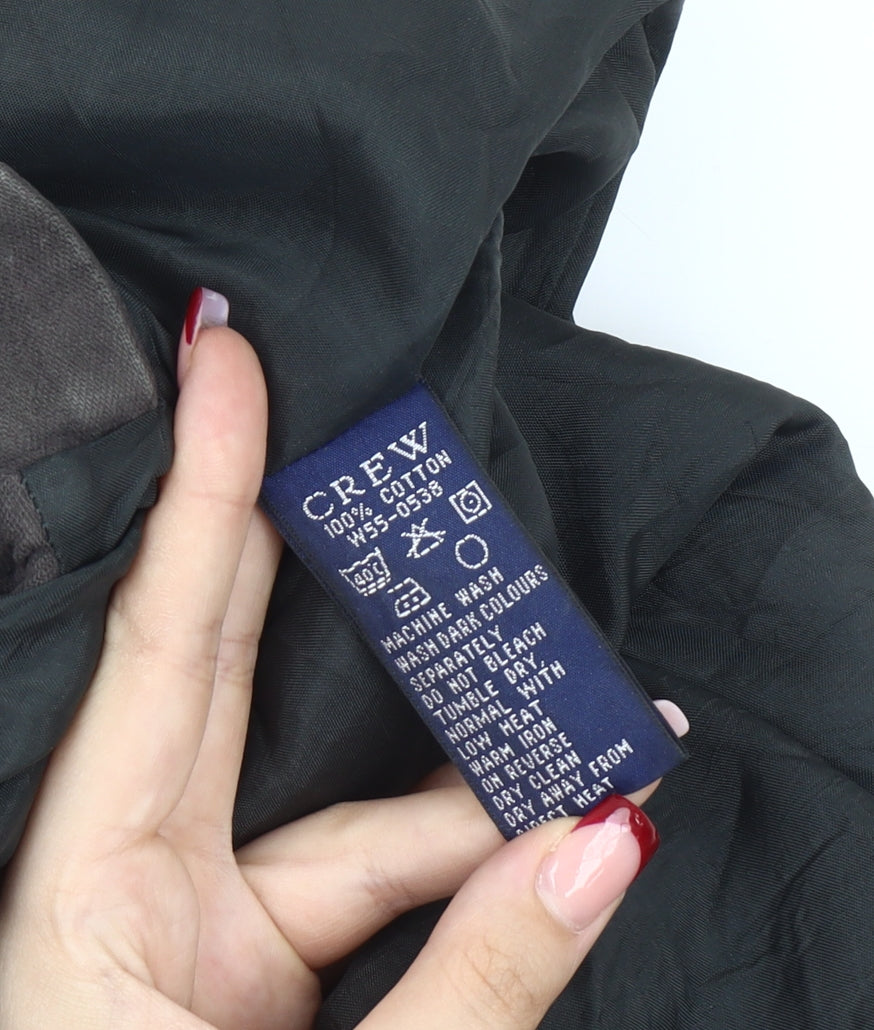 CREW
100% COTTON
W55-0538
40C
MACHINE WASH
WASH DARK COLOURS
SEPARATELY
DO NOT BLEACH
TUMBLE DRY,
NORMAL WITH
LOW HEAT
WARM IRON
ON REVERSE
DRY CLEAN
DRY AWAY FROM
DIRECT HEAT